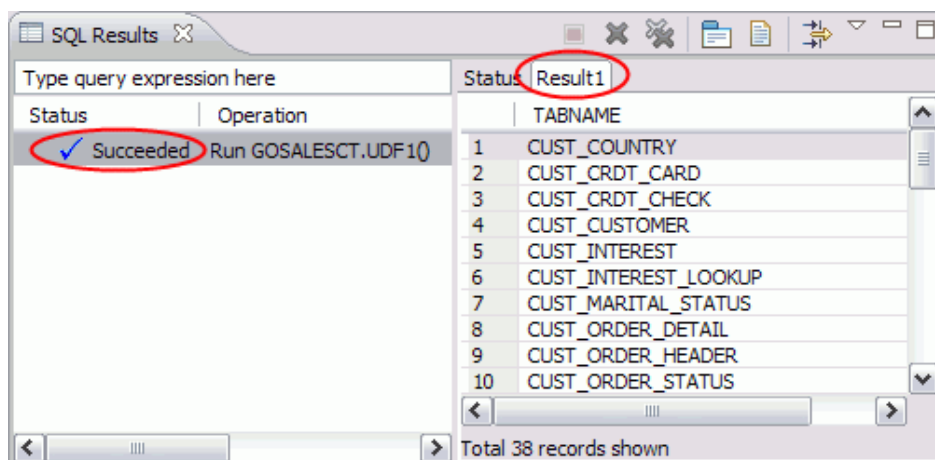 SQL Results
Type query expression here
Status Operation
Succeeded Run GOSALESCT.UDF1()
Status Result1
TABNAME
1 CUST_COUNTRY
2 CUST_CRDT_CARD
3 CUST_CRDT_CHECK
4 CUST_CUSTOMER
5 CUST_INTEREST
6 CUST_INTEREST_LOOKUP
7 CUST_MARITAL_STATUS
8 CUST_ORDER_DETAIL
9 CUST_ORDER_HEADER
10 CUST_ORDER_STATUS
Total 38 records shown